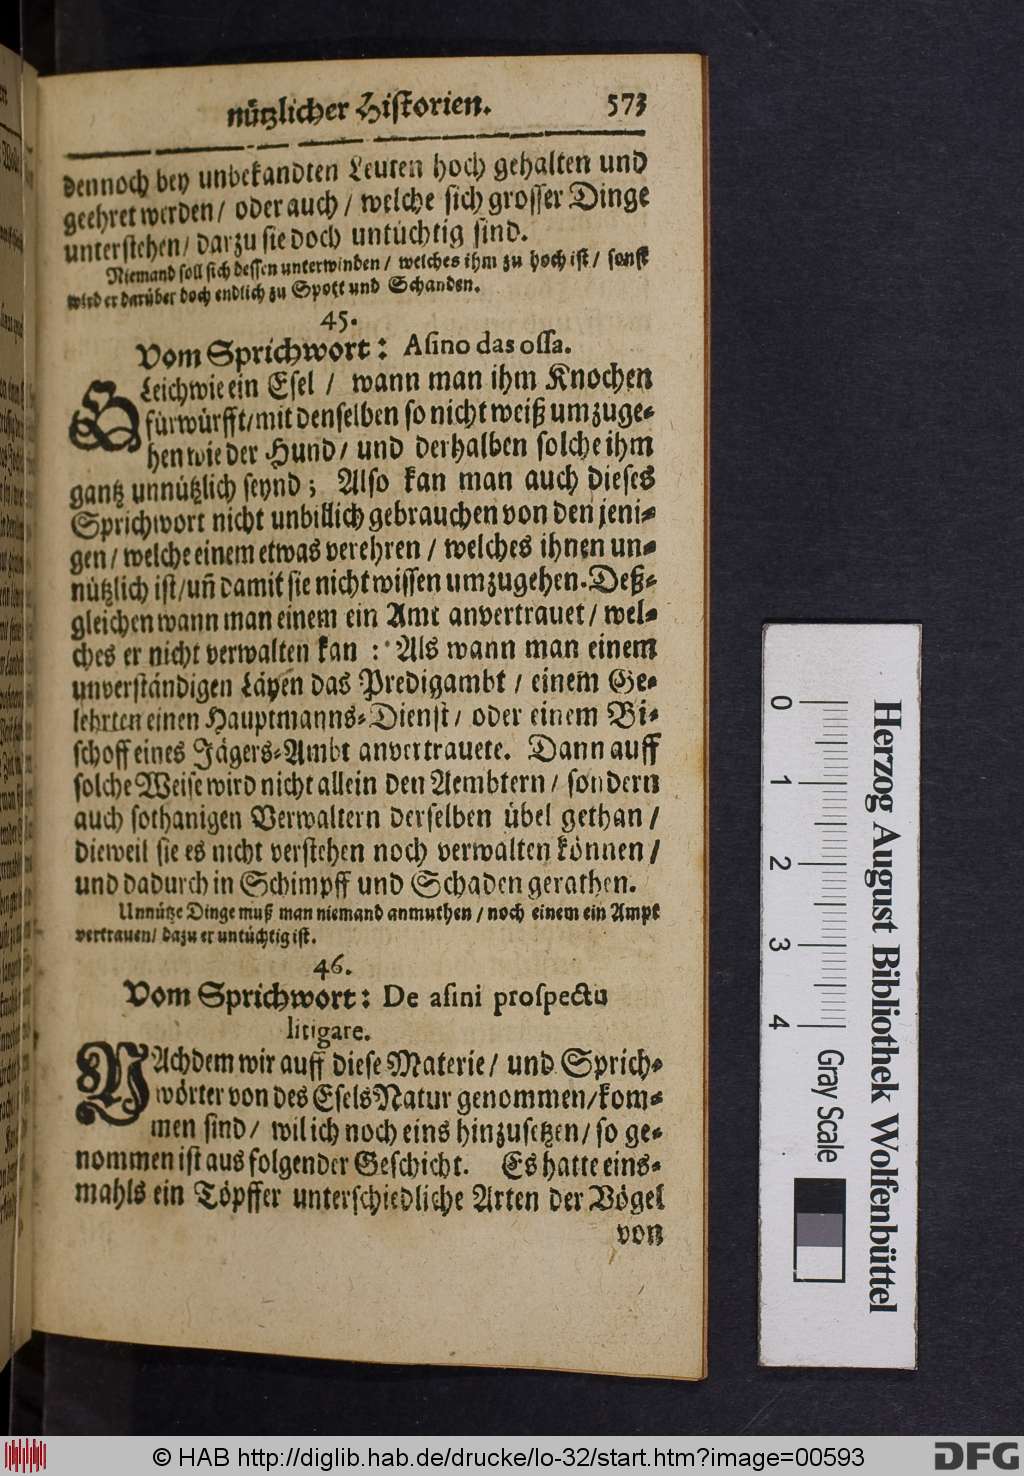 nützlicher Historien. 573
dennoch bey unbekandten Leuten hoch gehalten und
geehret werden / oder auch / welche sich grosser Dinge
unterstehen / darzu sie doch untüchtig sind.
Niemand soll sich dessen unterwinden / welches ihm zu hoch ist / sonst
wird er darüber doch endlich zu Spott und Schanden.
45.
Vom Sprichwort: Asino das ossa.
GLeichwie ein Esel / wann man ihm Knochen
fürwürfft / mit denselben so nicht weiß umzuge-
hen wie der Hund / und derhalben solche ihm
gantz unnützlich seynd; Also kan man auch dieses
Sprichwort nicht unbillich gebrauchen von den jeni-
gen / welche einem etwas verehren / welches ihnen un-
nützlich ist / un̄ damit sie nicht wissen umzugehen. Deß-
gleichen wann man einem ein Amt anvertrauet / wel-
ches er nicht verwalten kan : Als wann man einem
unverständigen Läyen das Predigambt / einem Ge-
lehrten einen Hauptmanns-Dienst / oder einem Bi-
schoff eines Jägers-Ambt anvertrauete. Dann auff
solche Weise wird nicht allein den Aembtern / sondern
auch sothanigen Verwaltern derselben übel gethan /
dieweil sie es nicht verstehen noch verwalten können /
und dadurch in Schimpff und Schaden gerathen.
Unnütze Dinge muß man niemand anmuthen / noch einem ein Ampt
vertrauen / dazu er untüchtig ist.
46.
Vom Sprichwort: De asini prospectu
litigare.
NAchdem wir auff diese Materie / und Sprich-
wörter von des Esels Natur genommen / kom-
men sind / wil ich noch eins hinzusetzen / so ge-
nommen ist aus folgender Geschicht. Es hatte eins-
mahls ein Töpffer unterschiedliche Arten der Vögel
von
0 1 2 3 4
Herzog August Bibliothek Wolfenbüttel
Gray Scale
© HAB http://diglib.hab.de/drucke/lo-32/start.htm?image=00593
DFG